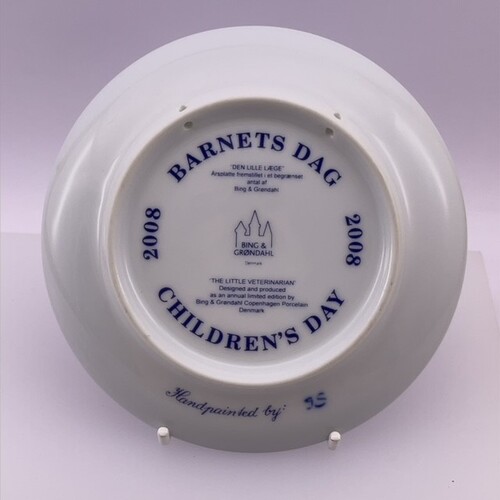 BARNETS DAG
"DEN LILLE LÆGE"
Årsplatte fremstillet i et begrænset
antal af
Bing & Grøndahl
2008
2008
BING &
GRØNDAHL
Denmark
"THE LITTLE VETERINARIAN"
Designed and produced
as an annual limited edition by
Bing & Grøndahl Copenhagen Porcelain
Denmark
CHILDREN'S DAY
Handpainted by: